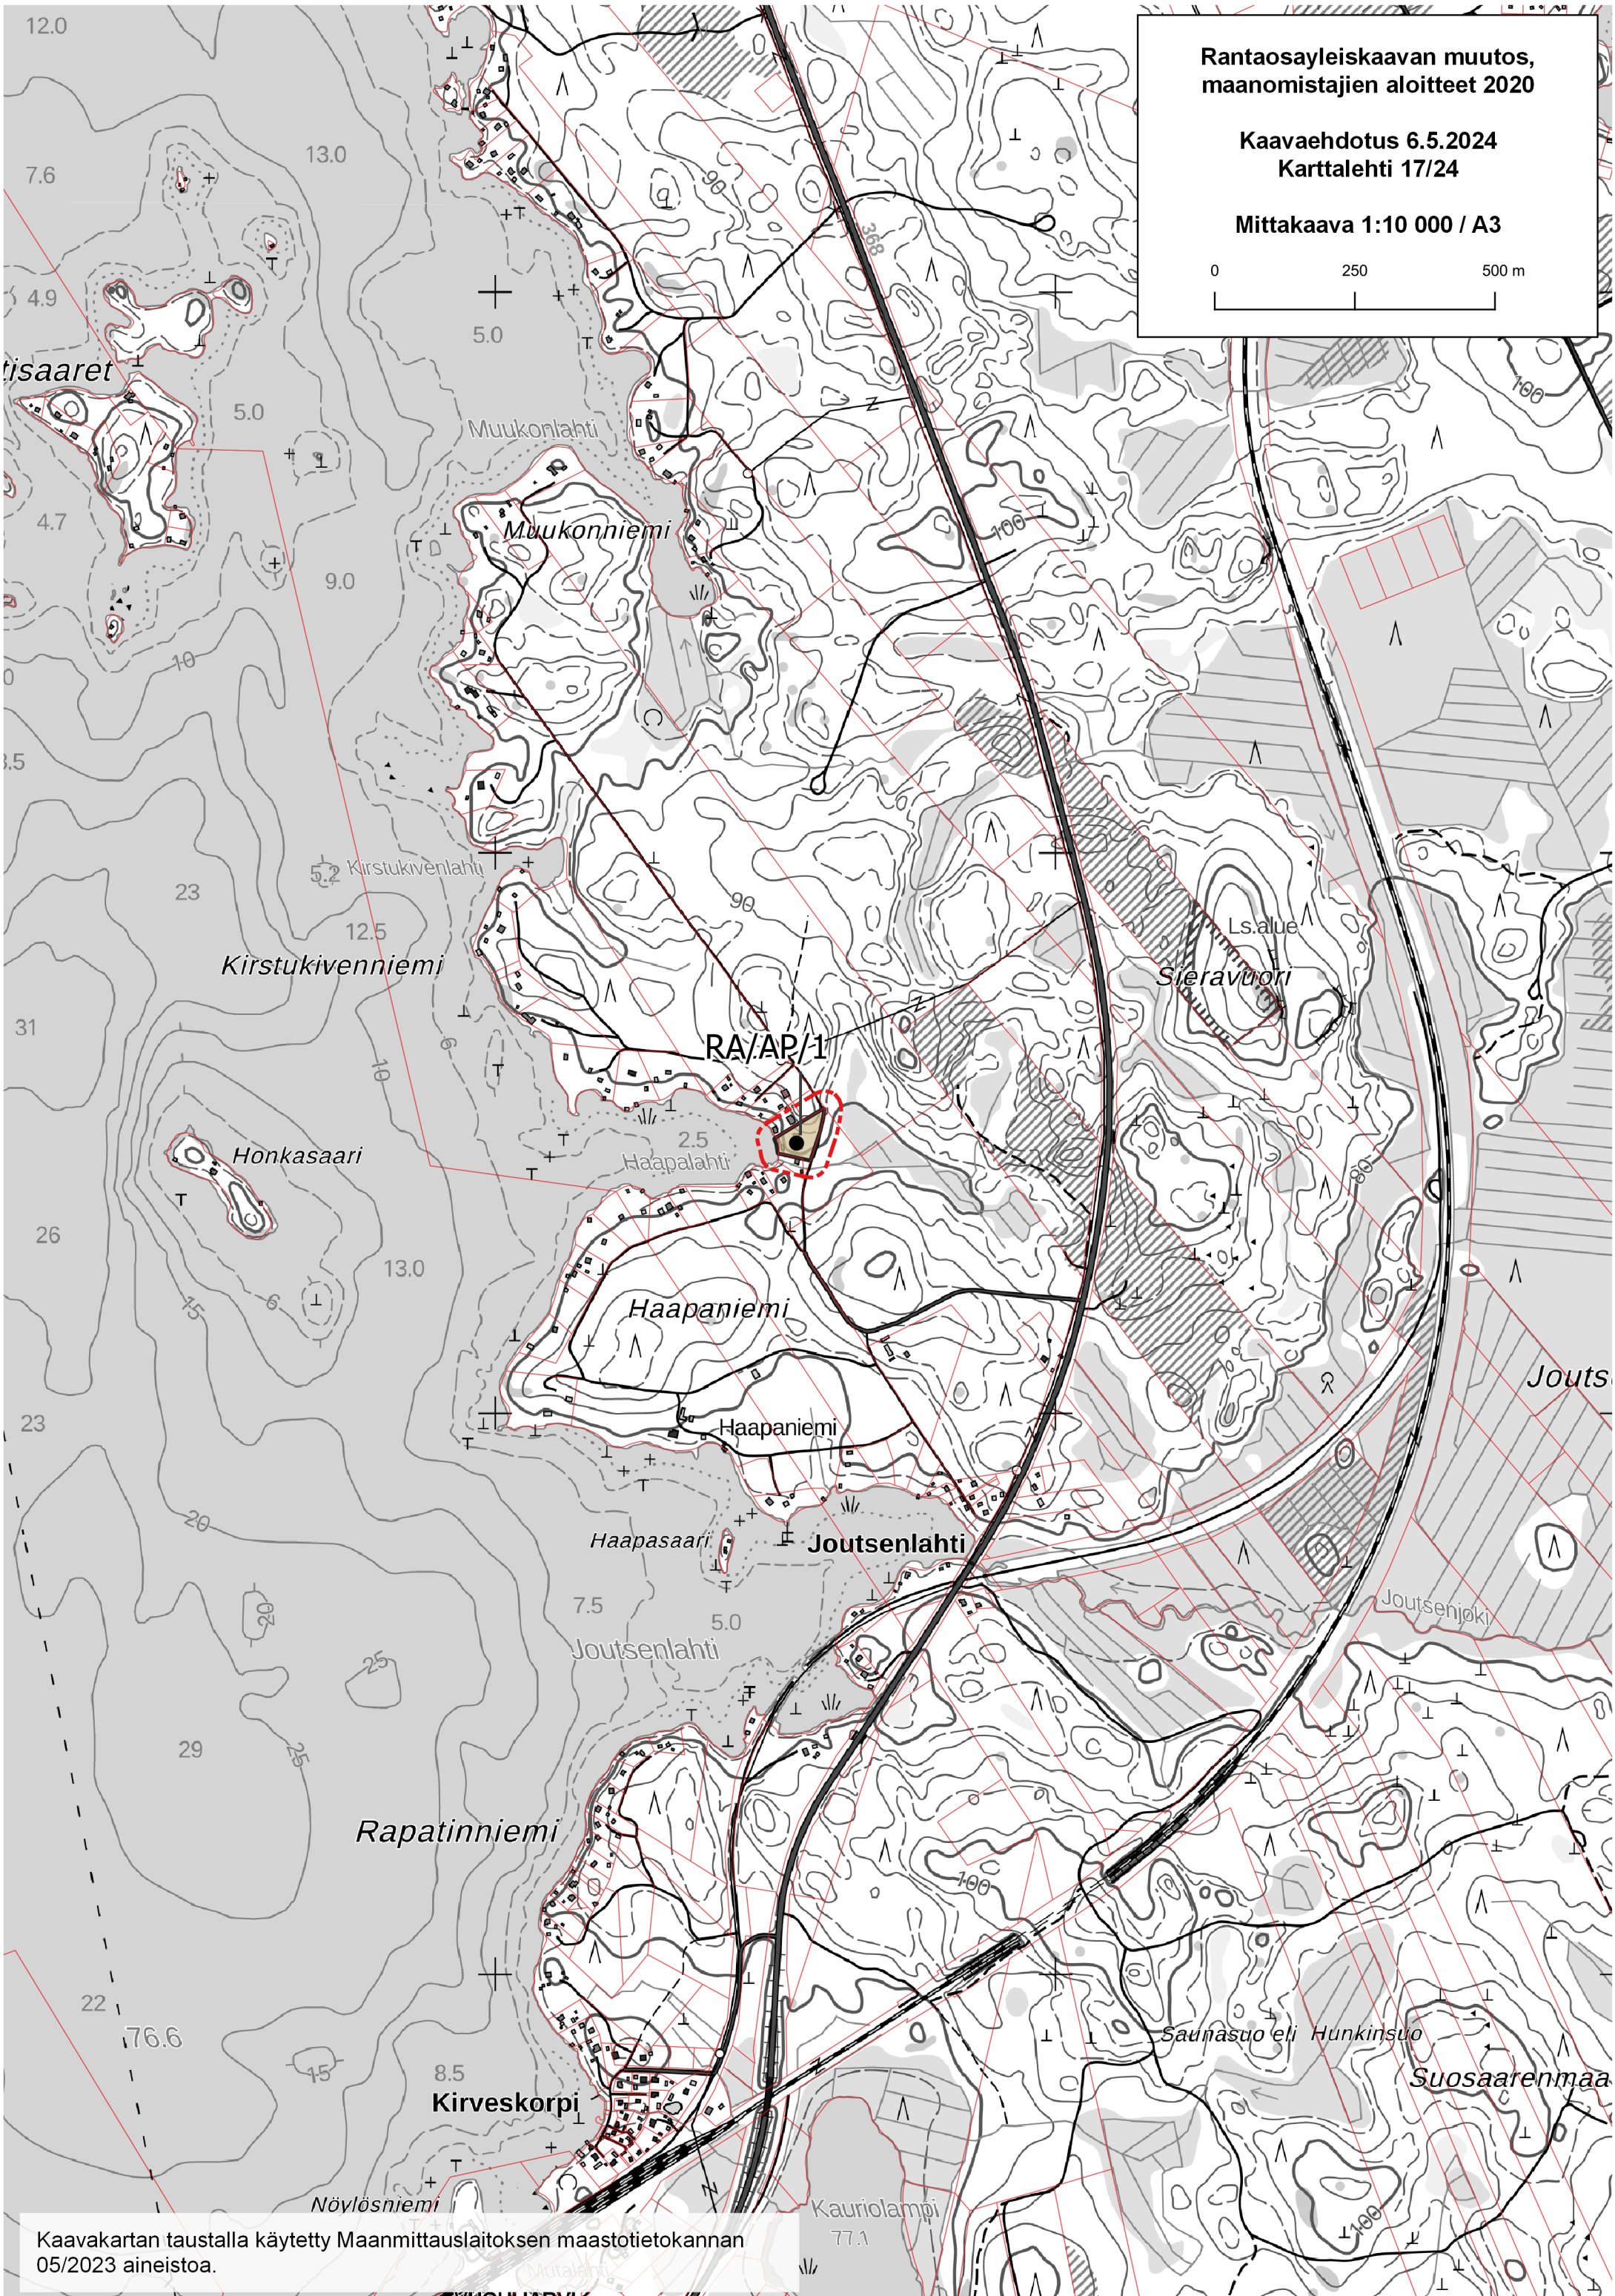 Rantaosayleiskaavan muutos,
maanomistajien aloitteet 2020
Kaavaehdotus 6.5.2024
Karttalehti 17/24
Mittakaava 1:10 000 / A3
0 250 500 m
12.0
13.0
7.6
90
368
4.9
5.0
tisaaret
100
5.0
Muukonlahti
4.7
Muukonniemi
100
9.0
10
0
3.5
5.2 Kirstukivenlahti
23
90
12.5
Ls.alue
Kirstukivenniemi
Sieravuori
31
6
10
RA/AP/1
2.5
Honkasaari
Haapalahti
80
26
13.0
15
6
Haapaniemi
Joutse
23
Haapaniemi
20
Haapasaari
Joutsenlahti
7.5
5.0
Joutsenjoki
20
Joutsenlahti
25
29
25
Rapatinniemi
100
22
76.6
Saunasuo eli Hunkinsuo
15
8.5
Suosaarenmaa
Kirveskorpi
Nöylösniemi
Kauriolampi
77.1
100
Kaavakartan taustalla käytetty Maanmittauslaitoksen maastotietokannan
05/2023 aineistoa.